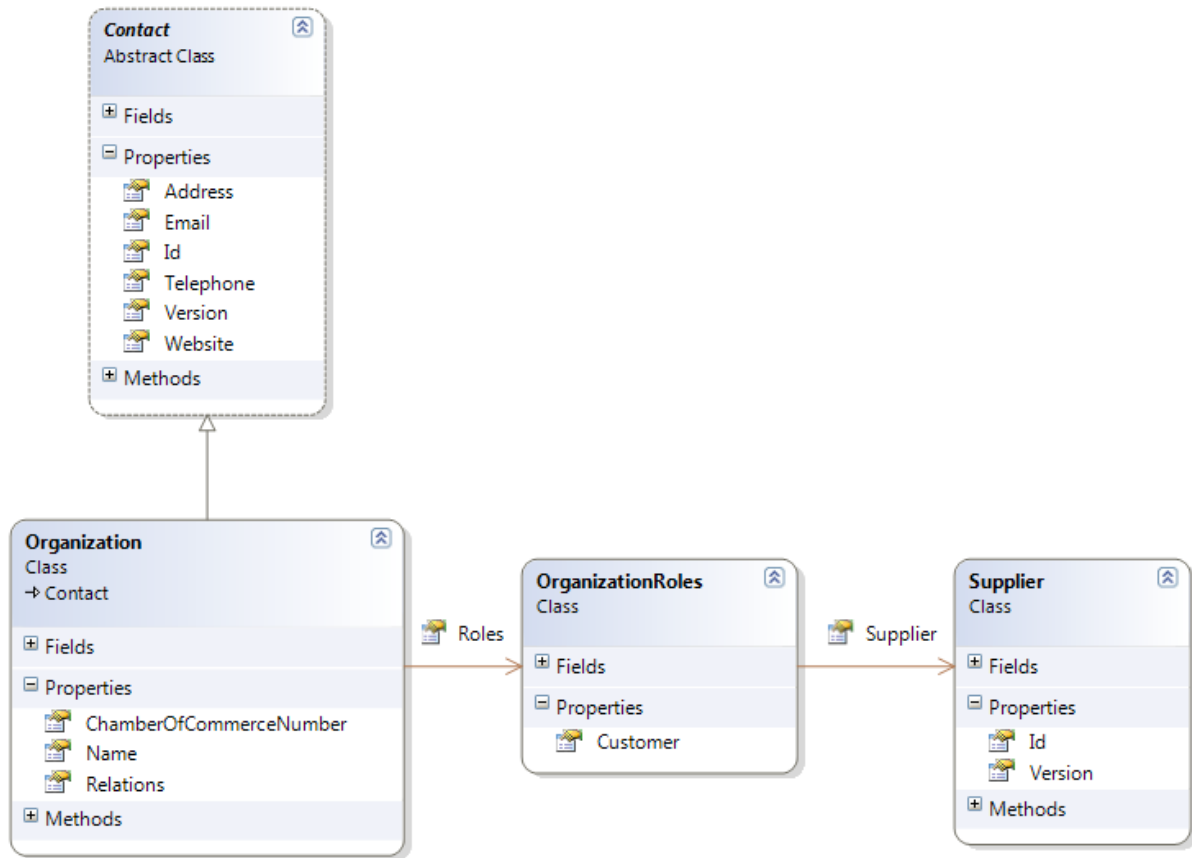 Contact
Abstract Class
Fields
Properties
Address
Email
Id
Telephone
Version
Website
Methods
Organization
Class
Contact
Fields
Properties
ChamberOfCommerceNumber
Name
Relations
Methods
Roles
OrganizationRoles
Class
Fields
Properties
Customer
Supplier
Supplier
Class
Fields
Properties
Id
Version
Methods